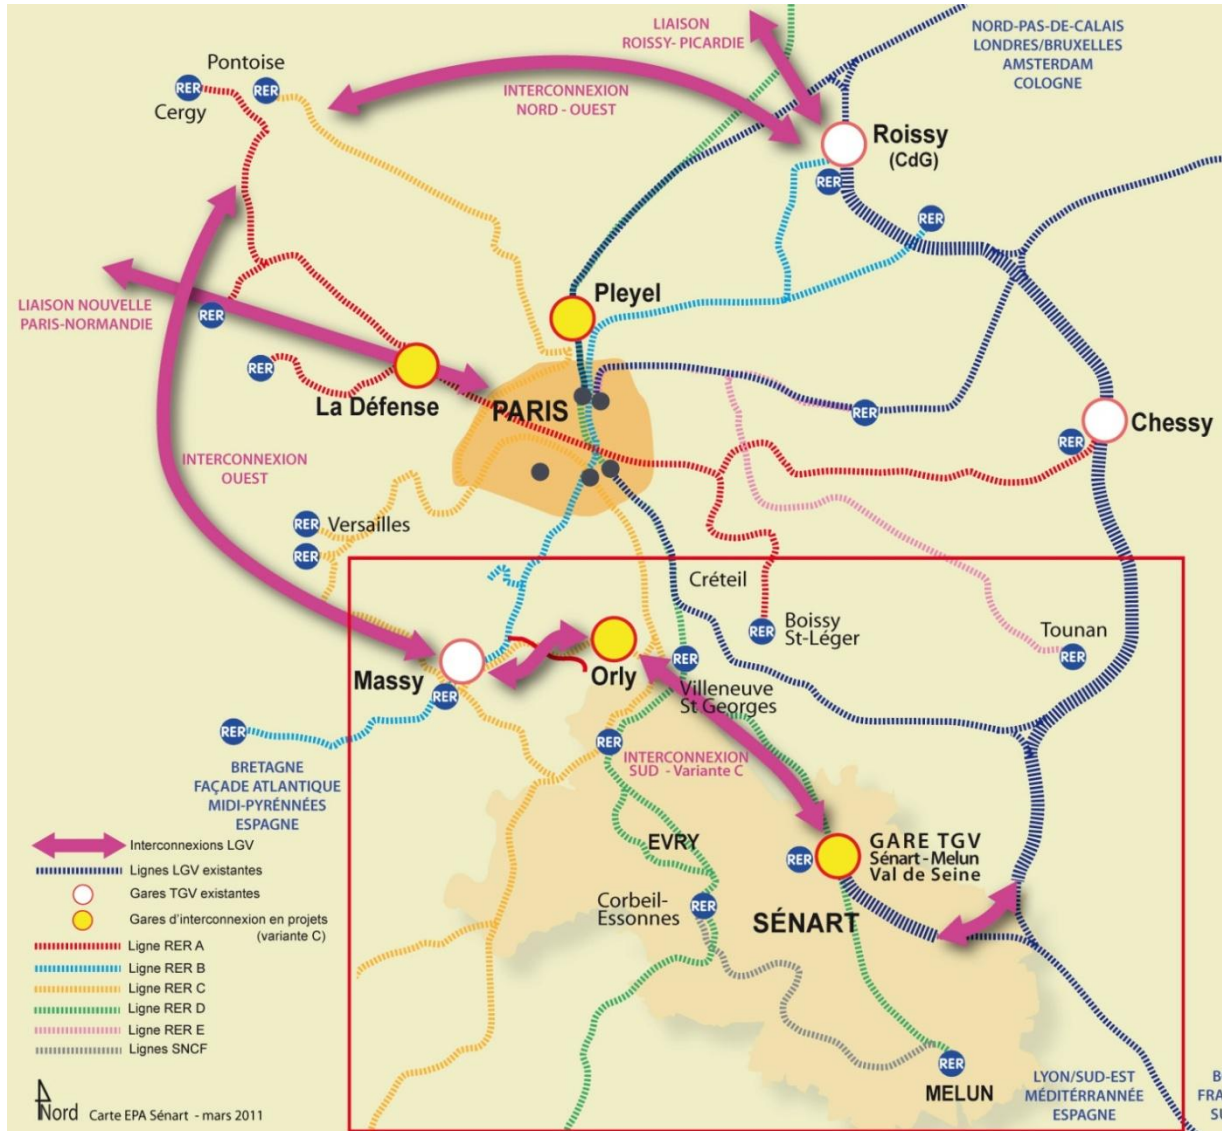 LIAISON
ROISSY- PICARDIE
NORD-PAS-DE-CALAIS
LONDRES/BRUXELLES
AMSTERDAM
COLOGNE
Pontoise
RER
RER
Cergy
INTERCONNEXION
NORD - OUEST
Roissy
(CdG)
RER
RER
Pleyel
LIAISON NOUVELLE
PARIS-NORMANDIE
RER
RER
La Défense
PARIS
RER
Chessy
RER
INTERCONNEXION
OUEST
RER
Versailles
RER
Créteil
Boissy
St-Léger
RER
Tounan
RER
Massy
RER
Orly
RER
Villeneuve
St Georges
RER
RER
INTERCONNEXION
SUD - Variante C
BRETAGNE
FAÇADE ATLANTIQUE
MIDI-PYRÉNNÉES
ESPAGNE
EVRY
RER
GARE TGV
Sénart - Melun
Val de Seine
Corbeil-
Essonnes
RER
SÉNART
RER
MELUN
LYON/SUD-EST
MÉDITÉRRANNÉE
ESPAGNE
B
FRA
SU
Interconnexions LGV
Lignes LGV existantes
Gares TGV existantes
Gares d'interconnexion en projets
(variante C)
Ligne RER A
Ligne RER B
Ligne RER C
Ligne RER D
Ligne RER E
Lignes SNCF
Nord
Carte EPA Sénart - mars 2011